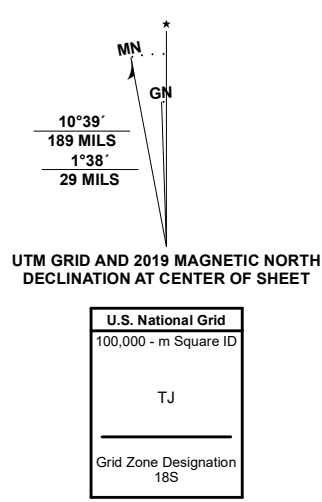 ★
MN
GN
10°39´
189 MILS
1°38´
29 MILS
UTM GRID AND 2019 MAGNETIC NORTH
DECLINATION AT CENTER OF SHEET
U.S. National Grid
100,000 - m Square ID
TJ
Grid Zone Designation
18S